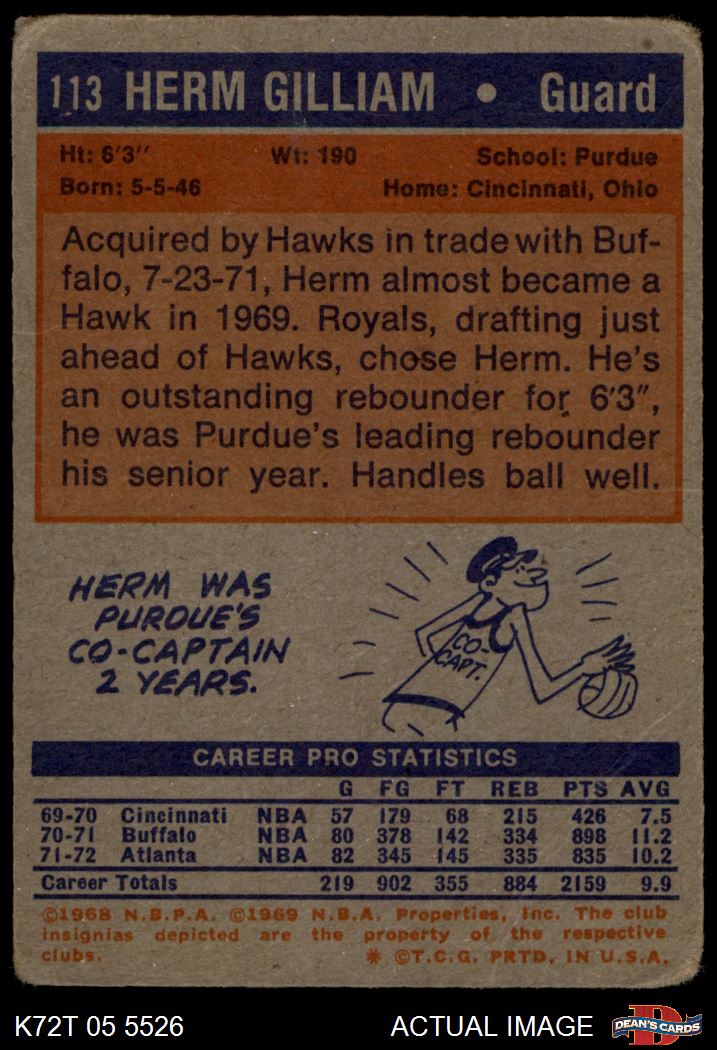 113 HERM GILLIAM • Guard
Ht: 6'3" Wt: 190 School: Purdue
Born: 5-5-46 Home: Cincinnati, Ohio
Acquired by Hawks in trade with Buf-
falo, 7-23-71, Herm almost became a
Hawk in 1969. Royals, drafting just
ahead of Hawks, chose Herm. He's
an outstanding rebounder for 6'3",
he was Purdue's leading rebounder
his senior year. Handles ball well.
HERM WAS
PURDUE'S
CO-CAPTAIN
2 YEARS.
CO-
CAPT.
CAREER PRO STATISTICS
G FG FT REB PTS AVG
69-70 Cincinnati NBA 57 179 68 215 426 7.5
70-71 Buffalo NBA 80 378 142 334 898 11.2
71-72 Atlanta NBA 82 345 145 335 835 10.2
Career Totals 219 902 355 884 2159 9.9
©1968 N.B.P.A. ©1969 N.B.A. Properties, Inc. The club
insignias depicted are the property of the respective
clubs. * ©T.C.G. PRTD. IN U.S.A.
K72T 05 5526 ACTUAL IMAGE D DEAN'S CARDS